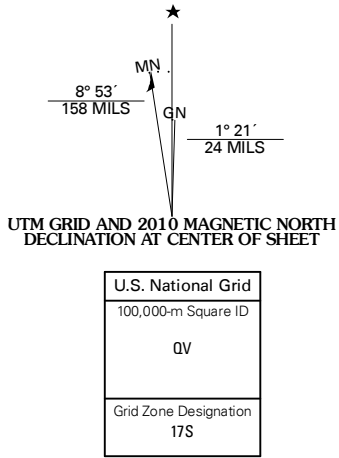 MN
8° 53´
158 MILS
GN
1° 21´
24 MILS
UTM GRID AND 2010 MAGNETIC NORTH
DECLINATION AT CENTER OF SHEET
U.S. National Grid
100,000-m Square ID
QV
Grid Zone Designation
17S